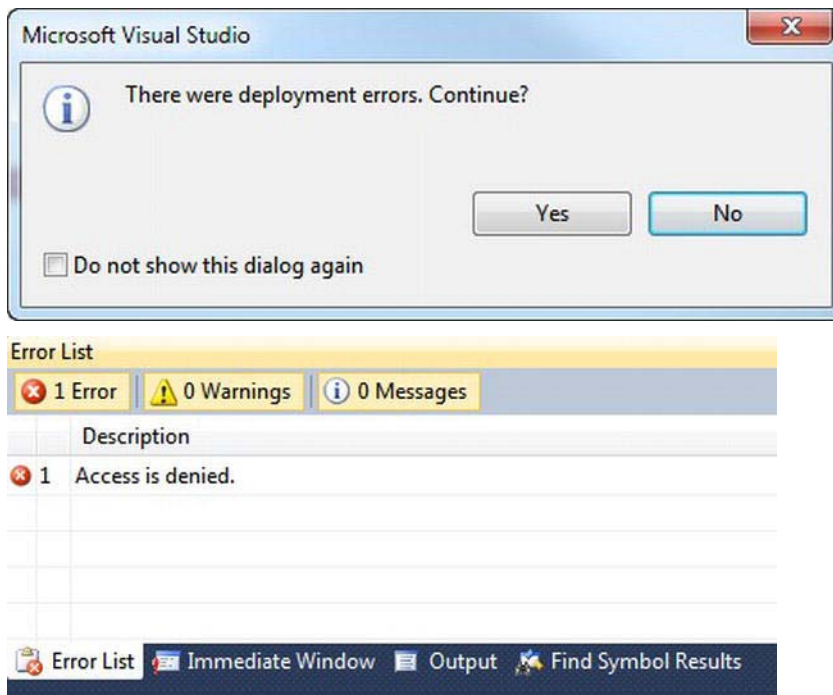 Microsoft Visual Studio
There were deployment errors. Continue?
Yes No
Do not show this dialog again
Error List
1 Error 0 Warnings 0 Messages
Description
1 Access is denied.
Error List Immediate Window Output Find Symbol Results